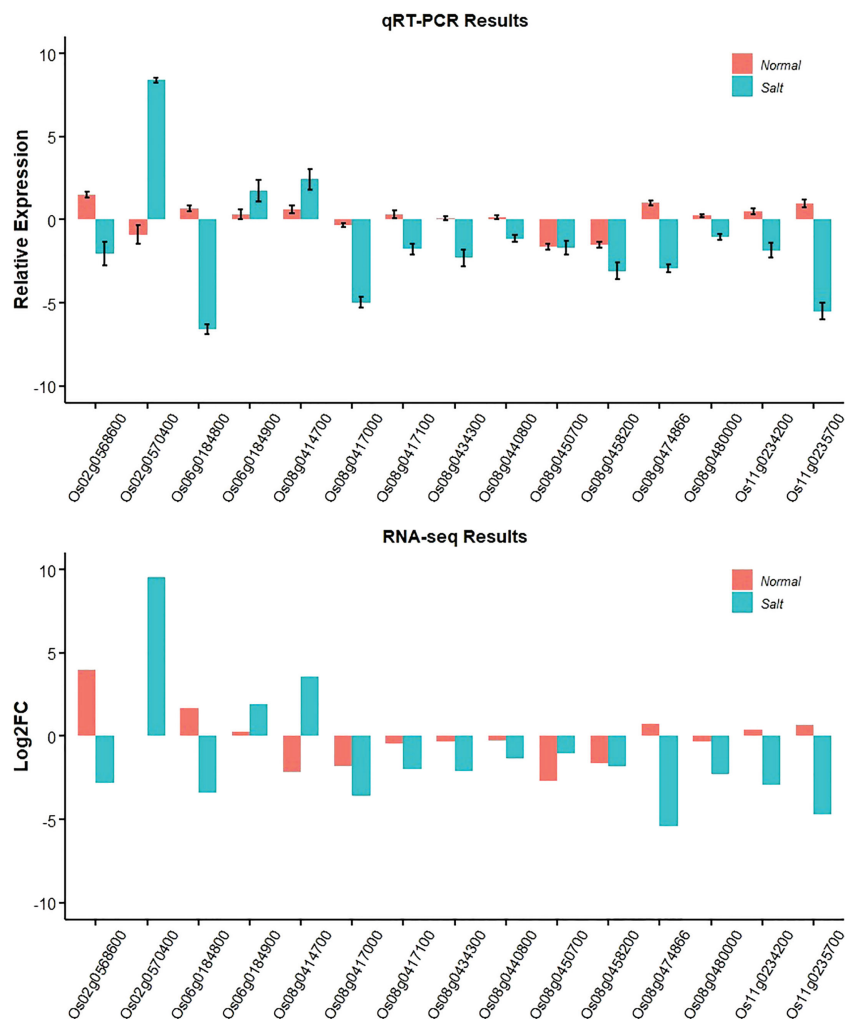 qRT-PCR Results
10
5
0
-5
-10
Relative Expression
Normal
Salt
Os02g0568600
Os02g0570400
Os06g0184800
Os06g0184900
Os08g0414700
Os08g0417000
Os08g0417100
Os08g0434300
Os08g0440800
Os08g0450700
Os08g0458200
Os08g0474866
Os08g0480000
Os11g0234200
Os11g0235700
RNA-seq Results
10
5
0
-5
-10
Log2FC
Normal
Salt
Os02g0568600
Os02g0570400
Os06g0184800
Os06g0184900
Os08g0414700
Os08g0417000
Os08g0417100
Os08g0434300
Os08g0440800
Os08g0450700
Os08g0458200
Os08g0474866
Os08g0480000
Os11g0234200
Os11g0235700